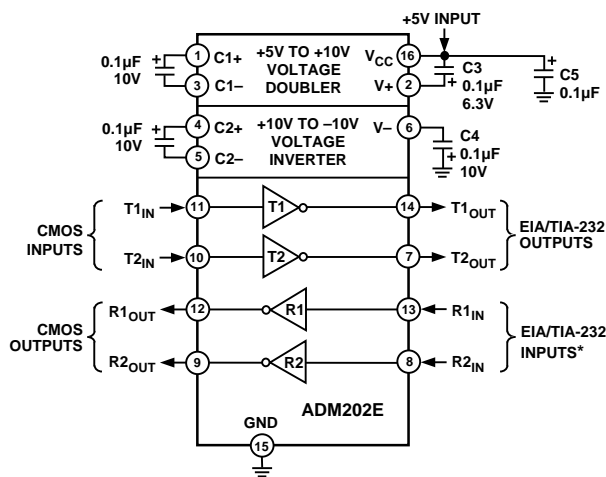 +5V INPUT
1 C1+ +5V TO +10V VCC 16
0.1µF + VOLTAGE + C3 + C5
10V 3 C1– DOUBLER V+ 2 0.1µF 0.1µF
6.3V
4 C2+ +10V TO –10V V– 6
0.1µF + VOLTAGE C4
10V 5 C2– INVERTER + 0.1µF
10V
CMOS INPUTS T1IN 11 T1 14 T1OUT EIA/TIA-232 OUTPUTS
T2IN 10 T2 7 T2OUT
CMOS OUTPUTS R1OUT 12 R1 13 R1IN EIA/TIA-232 INPUTS*
R2OUT 9 R2 8 R2IN
ADM202E
GND
15